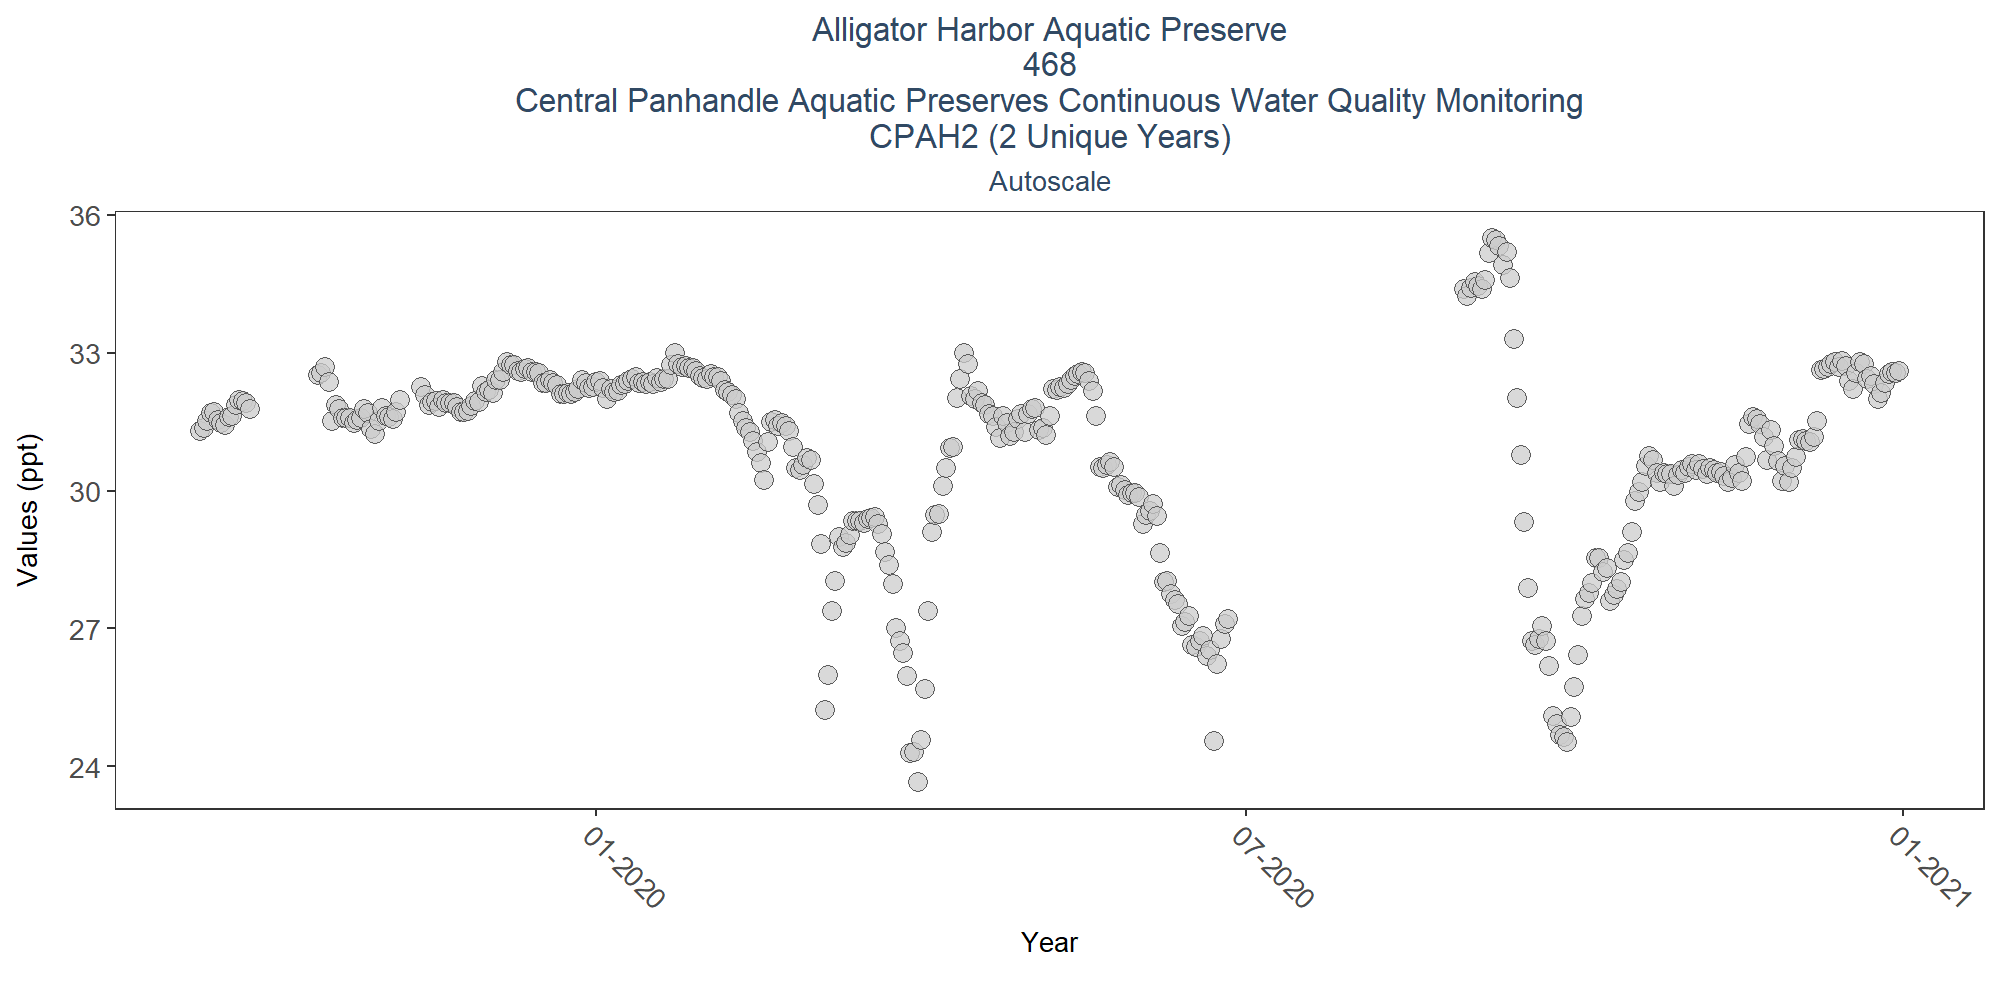 Alligator Harbor Aquatic Preserve
468
Central Panhandle Aquatic Preserves Continuous Water Quality Monitoring
CPAH2 (2 Unique Years)
Autoscale
36
33
30
27
24
Values (ppt)
01-2020
07-2020
01-2021
Year